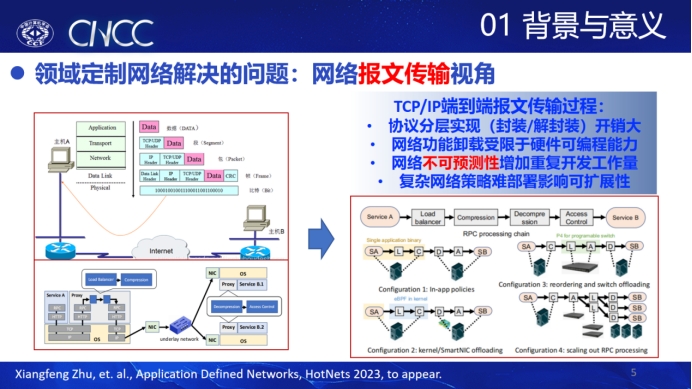 CNCC
01 背景与意义
领域定制网络解决的问题：网络报文传输视角
TCP/IP端到端报文传输过程：
协议分层实现（封装/解封装）开销大
网络功能卸载受限于硬件可编程能力
网络不可预测性增加重复开发工作量
复杂网络策略难部署影响可扩展性
主机A
Application
Data
数据（DATA）
Transport
TCP/UDP Header
Data
段（Segment）
Network
IP Header
TCP/UDP Header
Data
包（Packet）
Data Link
Data Link Header
IP Header
TCP/UDP Header
Data
CRC
帧（Frame）
Physical
比特（Bit）
主机B
Internet
Load Balancer
Compression
Service A
Proxy
OS
NIC
underlay network
NIC
OS
Proxy
Service B.1
Decompression
Access Control
Proxy
Service B.2
NIC
OS
Service A
Load balancer
Compression
Decompre ssion
Access Control
Service B
RPC processing chain
Single application binary
SA
L
C
D
A
SB
Configuration 1: In-app policies
P4 for programable switch
SA
C
L
A
D
SB
Configuration 3: reordering and switch offloading
eBPF in kernel
SA
L
C
D
A
SB
Configuration 2: kernel/SmartNIC offloading
SA
C
A
L
D
D
D
SB
SB
SB
Configuration 4: scaling out RPC processing
Xiangfeng Zhu, et. al., Application Defined Networks, HotNets 2023, to appear.
5